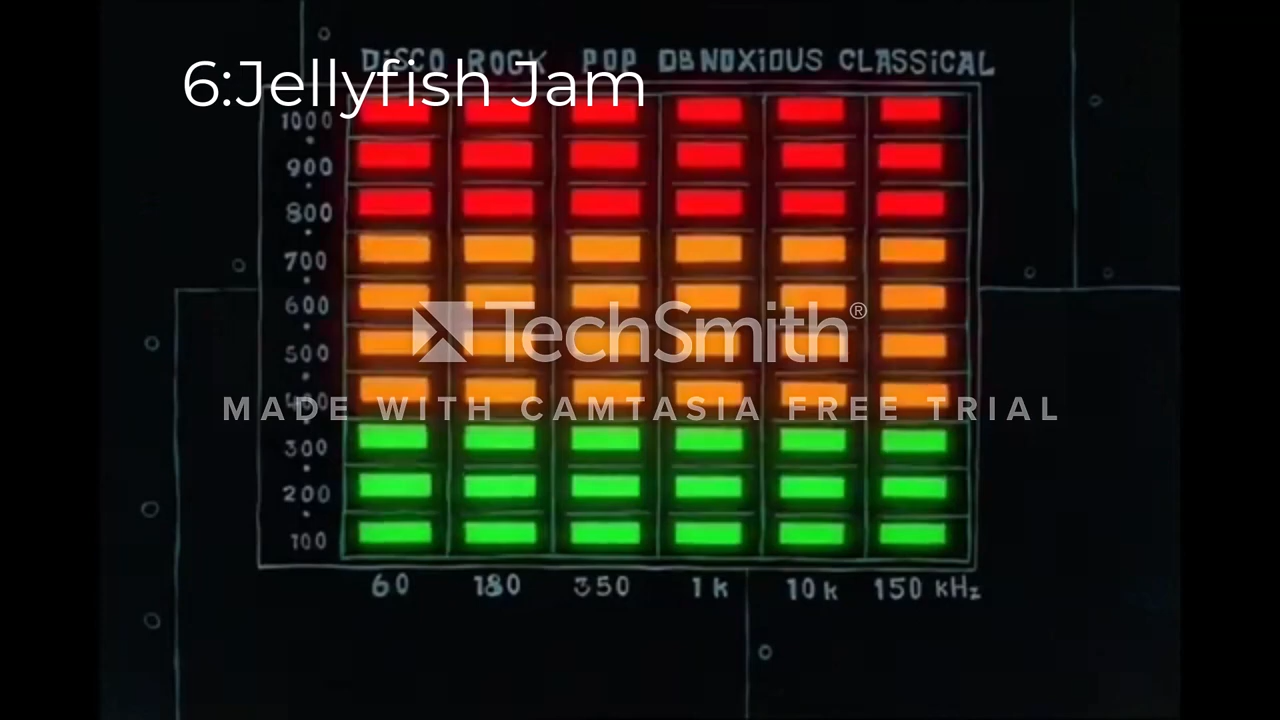 DiSCO ROCK POP OBNOXiOUS CLASSiCAL
6:Jellyfish Jam
1000
900
800
700
600
TechSmith®
500
400
MADE WITH CAMTASIA FREE TRIAL
300
200
100
60 180 350 1k 10k 150 kHz